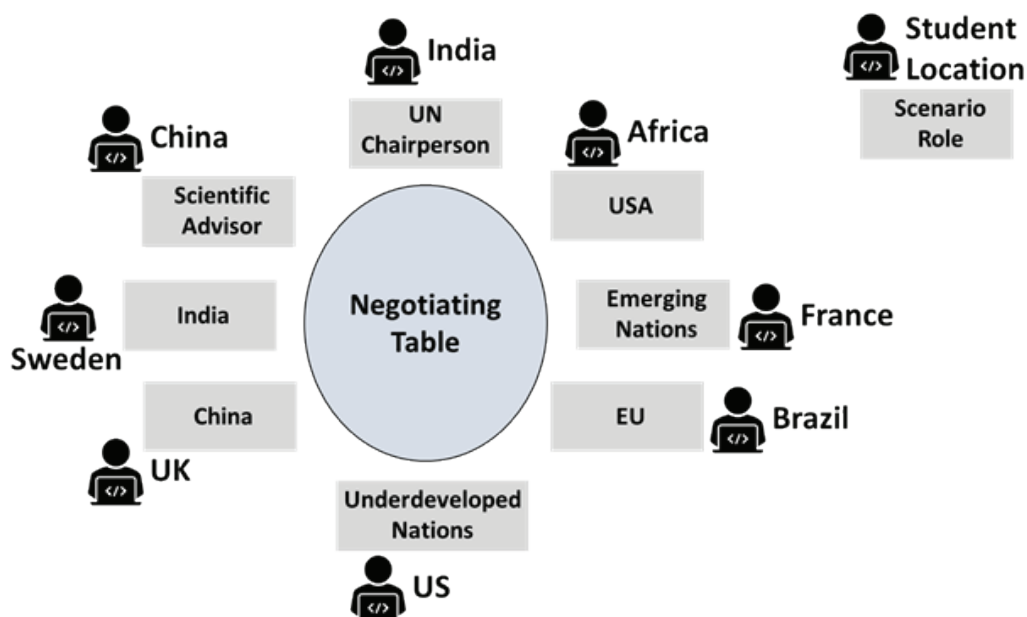 India
UN
Chairperson
Student
Location
Scenario
Role
China
Scientific
Advisor
Africa
USA
Negotiating
Table
Sweden
India
Emerging
Nations
France
UK
China
EU
Brazil
Underdeveloped
Nations
US